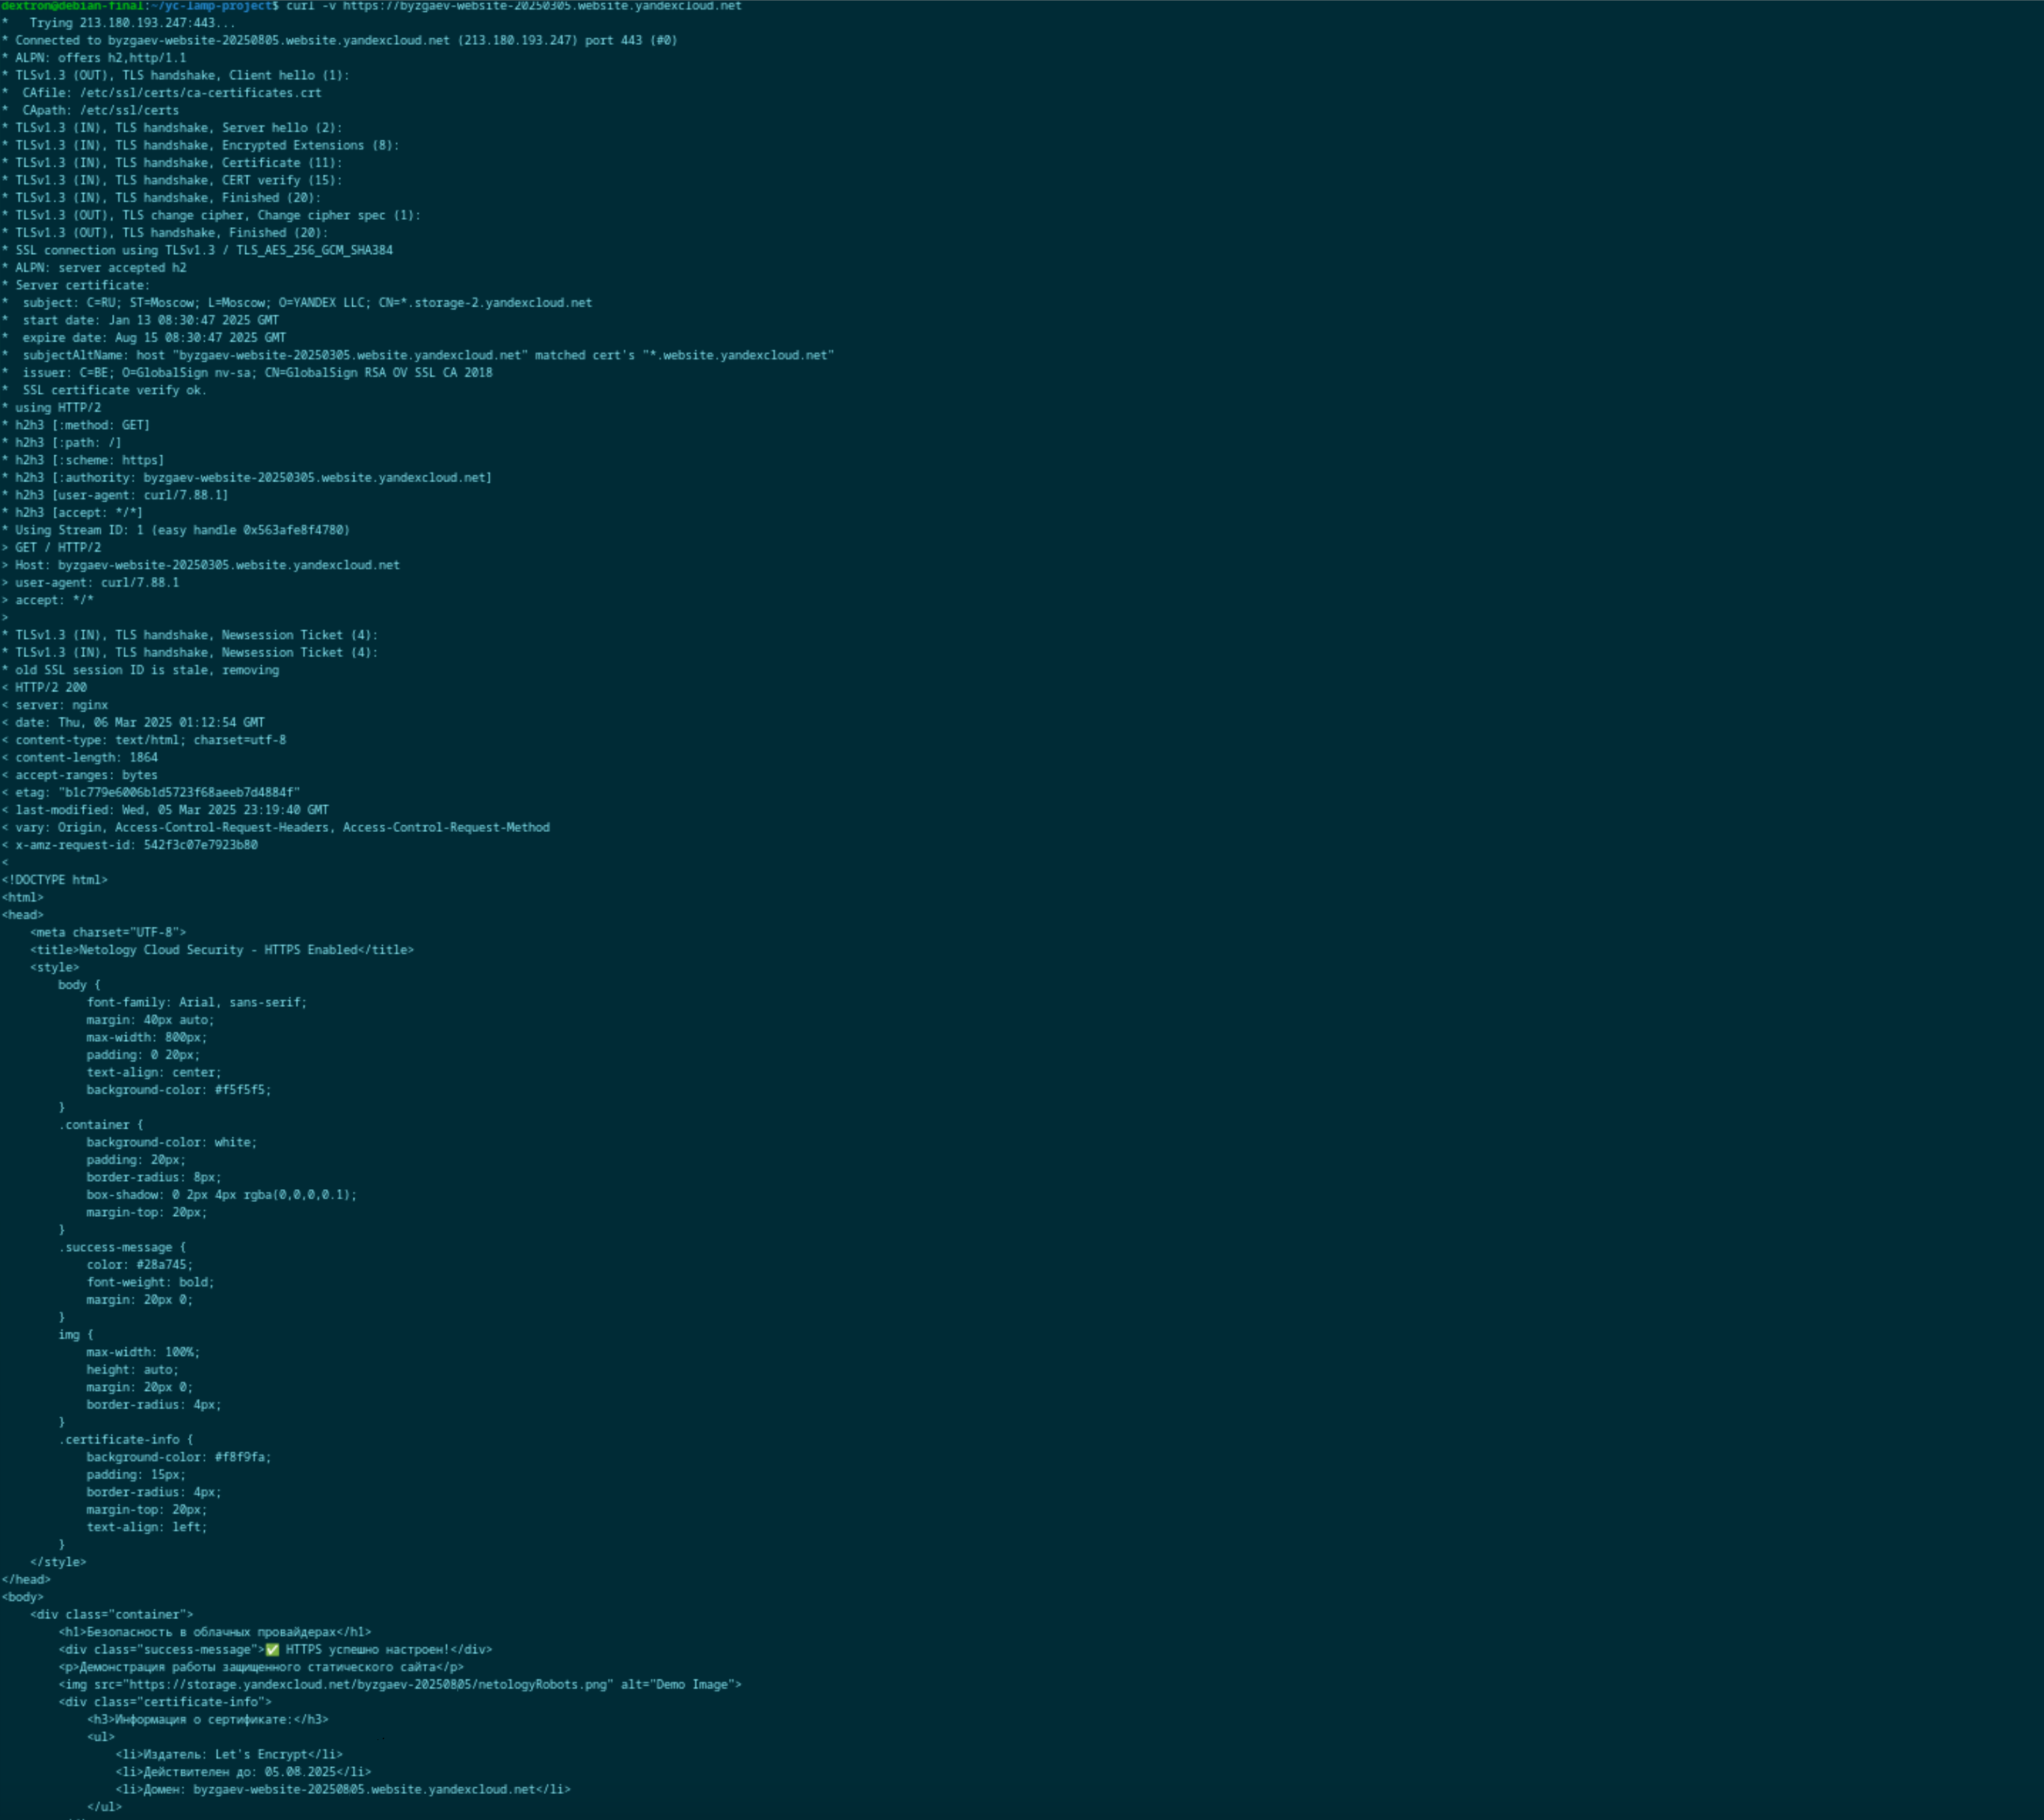 dextron@debian-final:~/yc-lamp-project$ curl -v https://byzgaev-website-20250305.website.yandexcloud.net
*   Trying 213.180.193.247:443...
* Connected to byzgaev-website-20250805.website.yandexcloud.net (213.180.193.247) port 443 (#0)
* ALPN: offers h2,http/1.1
* TLSv1.3 (OUT), TLS handshake, Client hello (1):
*  CAfile: /etc/ssl/certs/ca-certificates.crt
*  CApath: /etc/ssl/certs
* TLSv1.3 (IN), TLS handshake, Server hello (2):
* TLSv1.3 (IN), TLS handshake, Encrypted Extensions (8):
* TLSv1.3 (IN), TLS handshake, Certificate (11):
* TLSv1.3 (IN), TLS handshake, CERT verify (15):
* TLSv1.3 (IN), TLS handshake, Finished (20):
* TLSv1.3 (OUT), TLS change cipher, Change cipher spec (1):
* TLSv1.3 (OUT), TLS handshake, Finished (20):
* SSL connection using TLSv1.3 / TLS_AES_256_GCM_SHA384
* ALPN: server accepted h2
* Server certificate:
*  subject: C=RU; ST=Moscow; L=Moscow; O=YANDEX LLC; CN=*.storage-2.yandexcloud.net
*  start date: Jan 13 08:30:47 2025 GMT
*  expire date: Aug 15 08:30:47 2025 GMT
*  subjectAltName: host "byzgaev-website-20250305.website.yandexcloud.net" matched cert's "*.website.yandexcloud.net"
*  issuer: C=BE; O=GlobalSign nv-sa; CN=GlobalSign RSA OV SSL CA 2018
*  SSL certificate verify ok.
* using HTTP/2
* h2h3 [:method: GET]
* h2h3 [:path: /]
* h2h3 [:scheme: https]
* h2h3 [:authority: byzgaev-website-20250305.website.yandexcloud.net]
* h2h3 [user-agent: curl/7.88.1]
* h2h3 [accept: */*]
* Using Stream ID: 1 (easy handle 0x563afe8f4780)
> GET / HTTP/2
> Host: byzgaev-website-20250305.website.yandexcloud.net
> user-agent: curl/7.88.1
> accept: */*
>
* TLSv1.3 (IN), TLS handshake, Newsession Ticket (4):
* TLSv1.3 (IN), TLS handshake, Newsession Ticket (4):
* old SSL session ID is stale, removing
< HTTP/2 200
< server: nginx
< date: Thu, 06 Mar 2025 01:12:54 GMT
< content-type: text/html; charset=utf-8
< content-length: 1864
< accept-ranges: bytes
< etag: "b1c779e6006b1d5723f68aeeb7d4884f"
< last-modified: Wed, 05 Mar 2025 23:19:40 GMT
< vary: Origin, Access-Control-Request-Headers, Access-Control-Request-Method
< x-amz-request-id: 542f3c07e7923b80
<
<!DOCTYPE html>
<html>
<head>
    <meta charset="UTF-8">
    <title>Netology Cloud Security - HTTPS Enabled</title>
    <style>
        body {
            font-family: Arial, sans-serif;
            margin: 40px auto;
            max-width: 800px;
            padding: 0 20px;
            text-align: center;
            background-color: #f5f5f5;
        }
        .container {
            background-color: white;
            padding: 20px;
            border-radius: 8px;
            box-shadow: 0 2px 4px rgba(0,0,0,0.1);
            margin-top: 20px;
        }
        .success-message {
            color: #28a745;
            font-weight: bold;
            margin: 20px 0;
        }
        img {
            max-width: 100%;
            height: auto;
            margin: 20px 0;
            border-radius: 4px;
        }
        .certificate-info {
            background-color: #f8f9fa;
            padding: 15px;
            border-radius: 4px;
            margin-top: 20px;
            text-align: left;
        }
    </style>
</head>
<body>
    <div class="container">
        <h1>Безопасность в облачных провайдерах</h1>
        <div class="success-message">✅ HTTPS успешно настроен!</div>
        <p>Демонстрация работы защищенного статического сайта</p>
        <img src="https://storage.yandexcloud.net/byzgaev-20250805/netologyRobots.png" alt="Demo Image">
        <div class="certificate-info">
            <h3>Информация о сертификате:</h3>
            <ul>
                <li>Издатель: Let's Encrypt</li>
                <li>Действителен до: 05.08.2025</li>
                <li>Домен: byzgaev-website-20250805.website.yandexcloud.net</li>
            </ul>